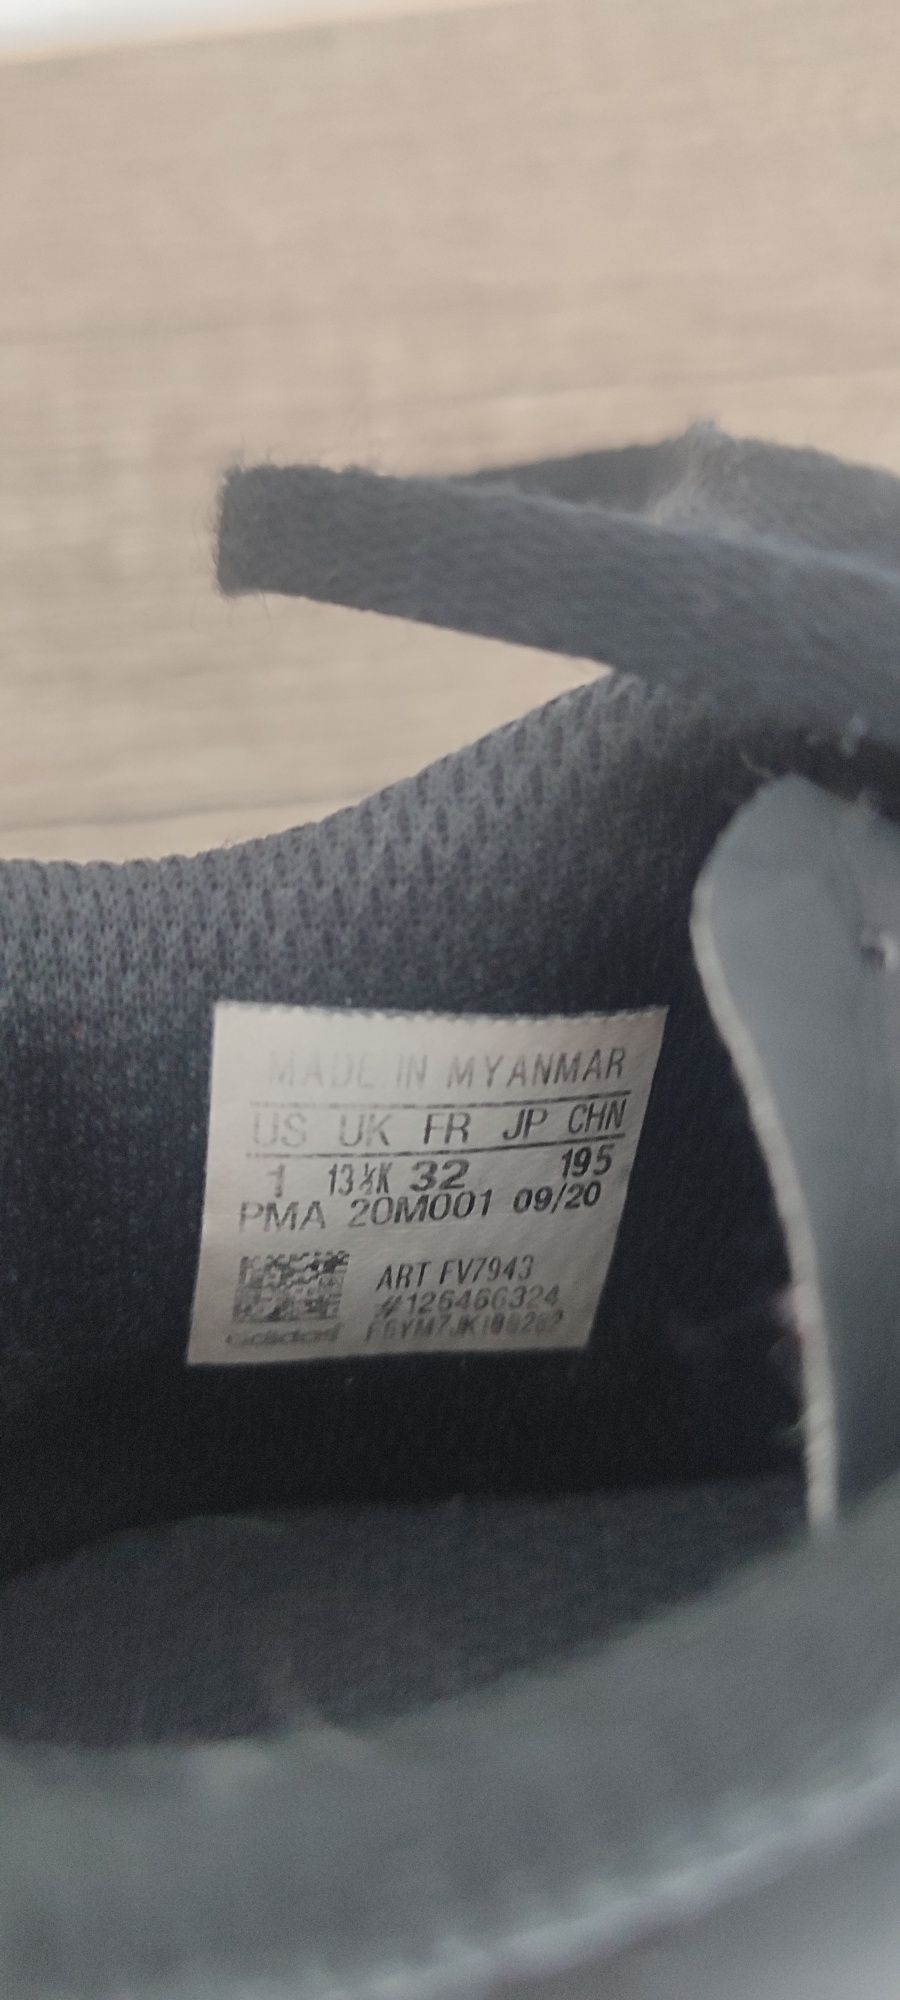 MADE IN MYANMAR
US UK FR JP CHN
1 13½K 32 195
PMA 20M001 09/20
ART FV7943
#126466324
adidas